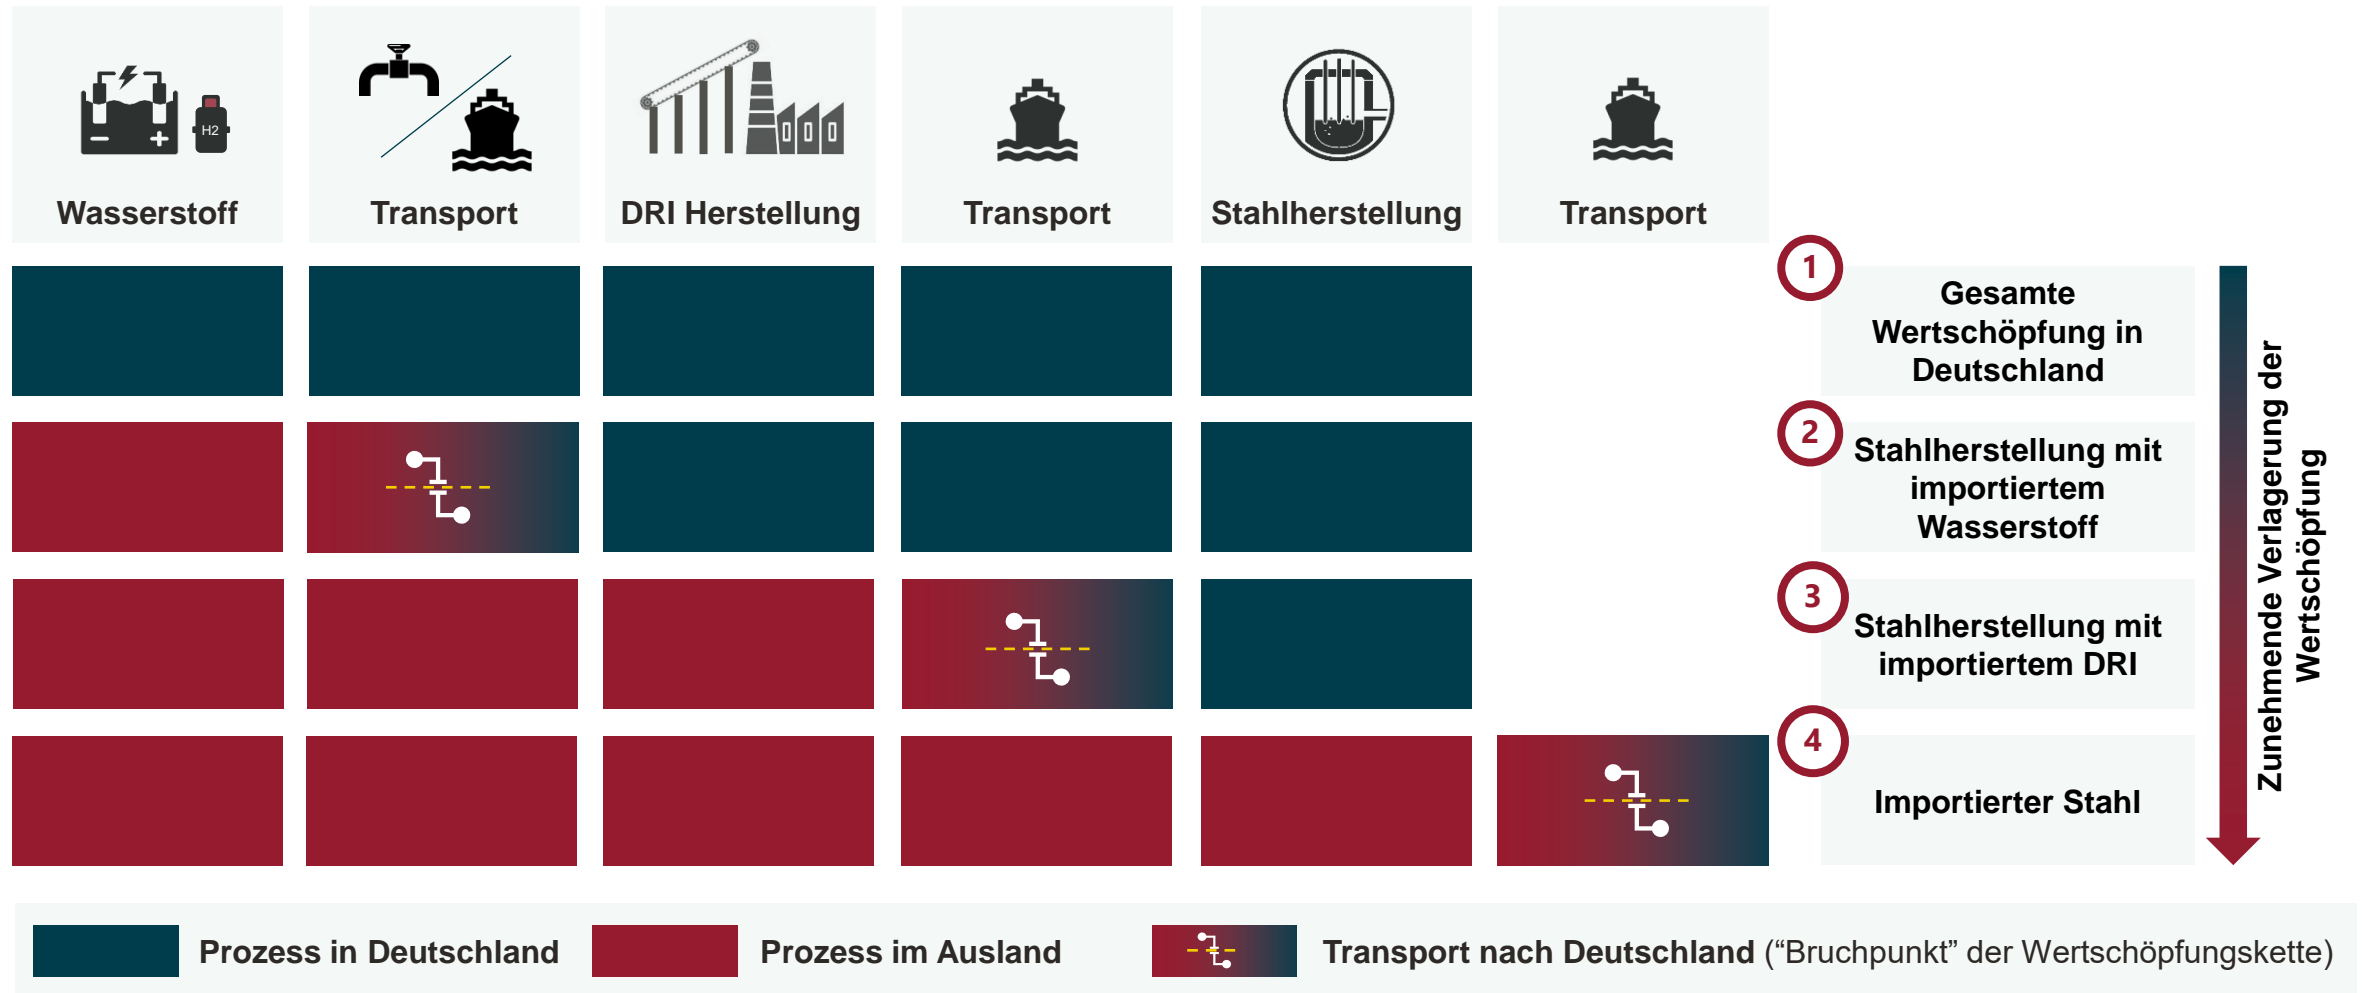 H2
Wasserstoff
Transport
DRI Herstellung
Transport
Stahlherstellung
Transport
1
Gesamte
Wertschöpfung in
Deutschland
2
Stahlherstellung mit
importiertem
Wasserstoff
3
Stahlherstellung mit
importiertem DRI
4
Importierter Stahl
Zunehmende Verlagerung der
Wertschöpfung
Prozess in Deutschland
Prozess im Ausland
Transport nach Deutschland (“Bruchpunkt” der Wertschöpfungskette)